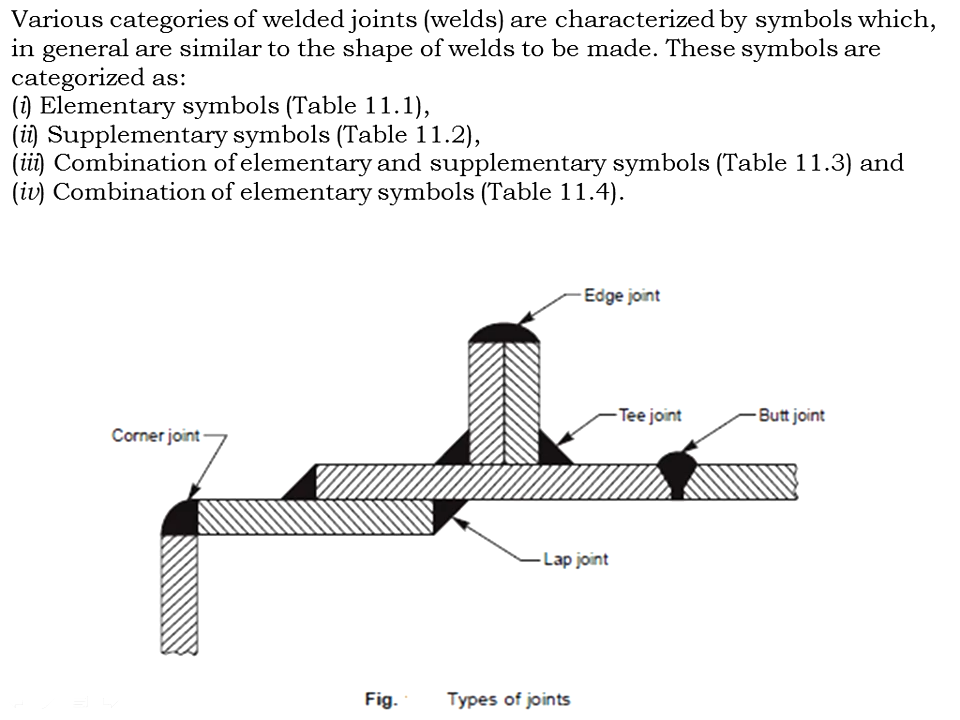 Various categories of welded joints (welds) are characterized by symbols which,
in general are similar to the shape of welds to be made. These symbols are
categorized as:
(i) Elementary symbols (Table 11.1),
(ii) Supplementary symbols (Table 11.2),
(iii) Combination of elementary and supplementary symbols (Table 11.3) and
(iv) Combination of elementary symbols (Table 11.4).
Edge joint
Tee joint
Butt joint
Corner joint
Lap joint
Fig. Types of joints